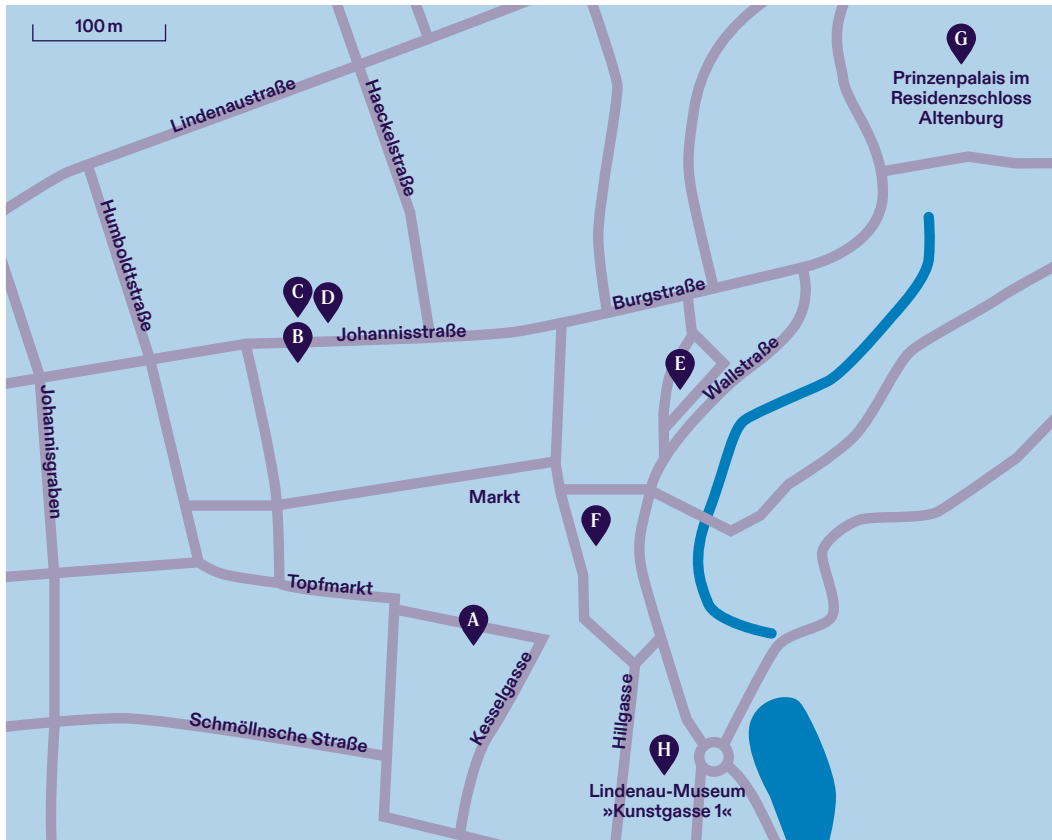 100 m
G
Prinzenpalais im
Residenzschloss
Altenburg
Lindenaustraße
Haeckelstraße
Humboldtstraße
C
D
B
Johannisstraße
Burgstraße
E
Wallstraße
Johannisgraben
Markt
F
Topfmarkt
A
Kesselgasse
Hillgasse
Schmöllnsche Straße
H
Lindenau-Museum
»Kunstgasse 1«